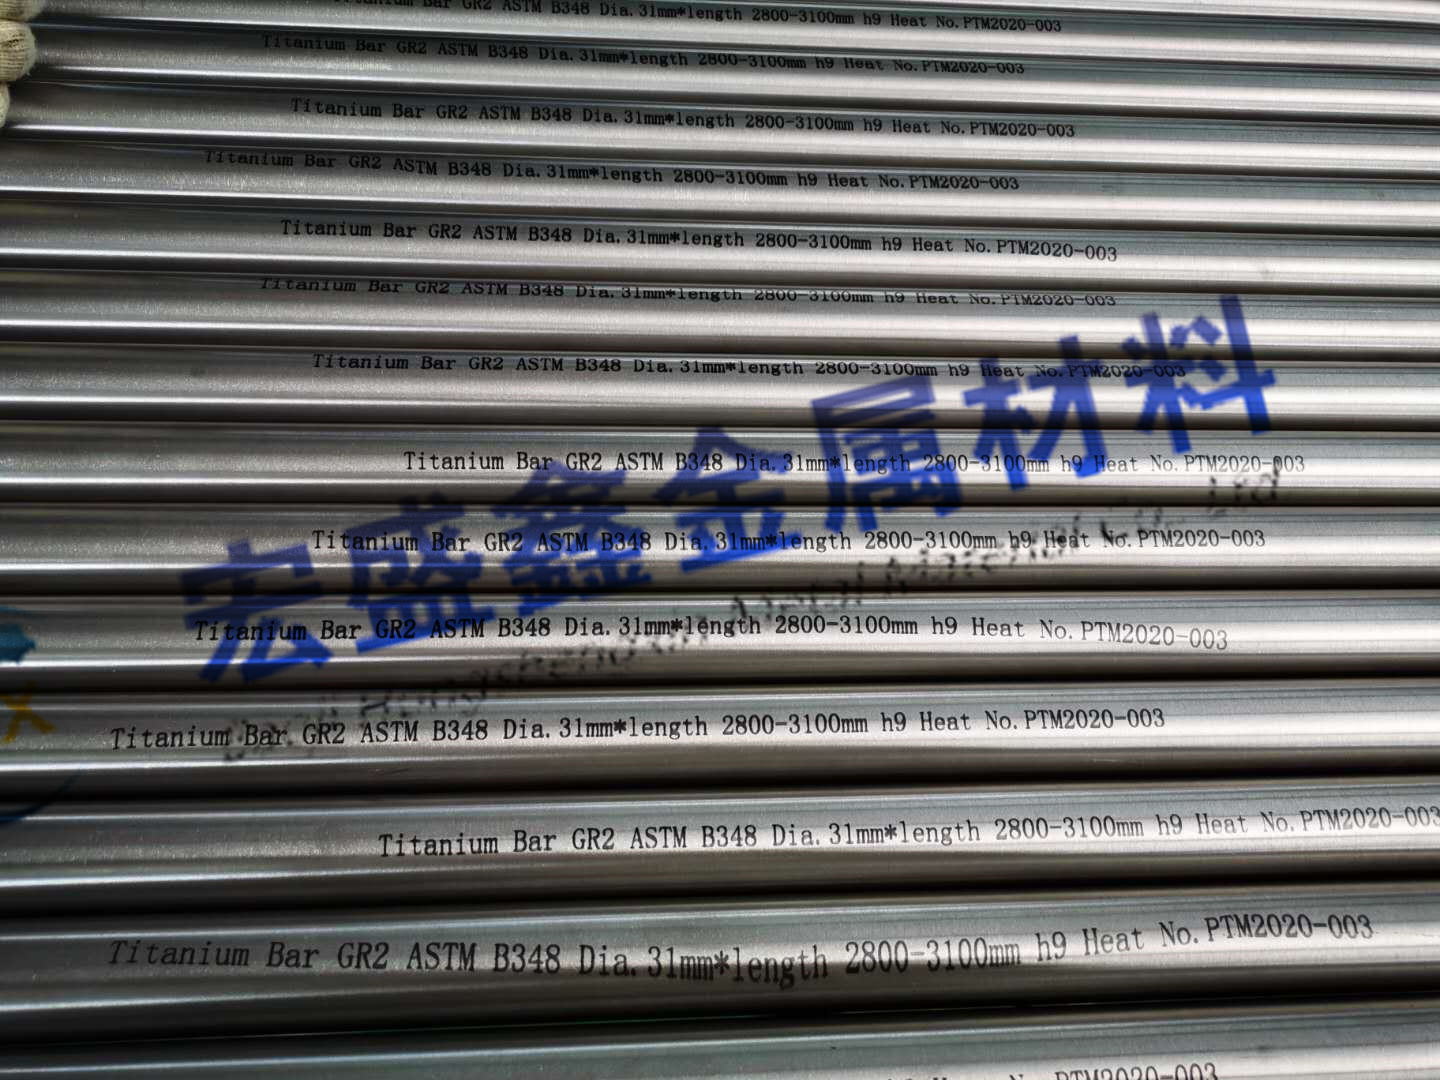 Titanium Bar GR2 ASTM B348 Dia.31mm*length 2800-3100mm h9 Heat No.PTM2020-003
Titanium Bar GR2 ASTM B348 Dia.31mm*length 2800-3100mm h9 Heat No.PTM2020-003
Titanium Bar GR2 ASTM B348 Dia.31mm*length 2800-3100mm h9 Heat No.PTM2020-003
Titanium Bar GR2 ASTM B348 Dia.31mm*length 2800-3100mm h9 Heat No.PTM2020-003
Titanium Bar GR2 ASTM B348 Dia.31mm*length 2800-3100mm h9 Heat No.PTM2020-003
Titanium Bar GR2 ASTM B348 Dia.31mm*length 2800-3100mm h9 Heat No.PTM2020-003
Titanium Bar GR2 ASTM B348 Dia.31mm*length 2800-3100mm h9 Heat No.PTM2020-003
宏盛鑫金属材料
Titanium Bar GR2 ASTM B348 Dia.31mm*length 2800-3100mm h9 Heat No.PTM2020-003
Titanium Bar GR2 ASTM B348 Dia.31mm*length 2800-3100mm h9 Heat No.PTM2020-003
Titanium Bar GR2 ASTM B348 Dia.31mm*length 2800-3100mm h9 Heat No.PTM2020-003
Metal Material Co., Ltd
Titanium Bar GR2 ASTM B348 Dia.31mm*length 2800-3100mm h9 Heat No.PTM2020-003
Titanium Bar GR2 ASTM B348 Dia.31mm*length 2800-3100mm h9 Heat No.PTM2020-003
Titanium Bar GR2 ASTM B348 Dia.31mm*length 2800-3100mm h9 Heat No.PTM2020-003
PTM2020-003